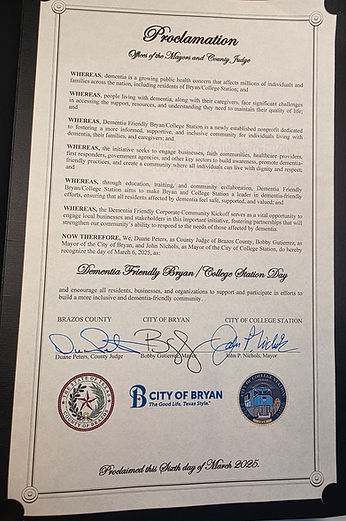 Proclamation
Offices of the Mayors and County Judge
WHEREAS, dementia is a growing public health concern that affects millions of individuals and
families across the nation, including residents of Bryan/College Station; and
WHEREAS, people living with dementia, along with their caregivers, face significant challenges
in accessing the support, resources, and understanding they need to maintain their quality of life;
and
WHEREAS, Dementia Friendly Bryan/College Station is a newly established nonprofit dedicated
to fostering a more informed, supportive, and inclusive community for individuals living with
dementia, their families, and caregivers; and,
WHEREAS, the initiative seeks to engage businesses, faith communities, healthcare providers,
first responders, government agencies, and other key sectors to build awareness, promote dementia-
friendly practices, and create a community where all individuals can live with dignity and respect;
and
WHEREAS, through education, training, and community collaboration, Dementia Friendly
Bryan/College Station aims to make Bryan and College Station a leader in dementia-friendly
efforts, ensuring that all residents affected by dementia feel safe, supported, and valued; and
WHEREAS, the Dementia Friendly Corporate Community Kickoff serves as a vital opportunity to
engage local businesses and stakeholders in this important initiative, fostering partnerships that will
strengthen our community's ability to respond to the needs of those affected by dementia.
NOW THEREFORE, We, Duane Peters, as County Judge of Brazos County, Bobby Gutierrez, as
Mayor of the City of Bryan, and John Nichols, as Mayor of the City of College Station, do hereby
recognize the day of March 6, 2025, as:
Dementia Friendly Bryan / College Station Day
and encourage all residents, businesses, and organizations to support and participate in efforts to
build a more inclusive and dementia-friendly community.
BRAZOS COUNTY CITY OF BRYAN CITY OF COLLEGE STATION
Duane Peters, County Judge Bobby Gutierrez, Mayor John P. Nichols, Mayor
THE STATE OF TEXAS
B CITY OF BRYAN
The Good Life, Texas Style.™
Proclaimed this Sixth day of March 2025.